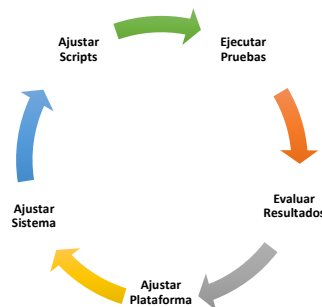 Ajustar
Scripts
Ejecutar
Pruebas
Evaluar
Resultados
Ajustar
Plataforma
Ajustar
Sistema